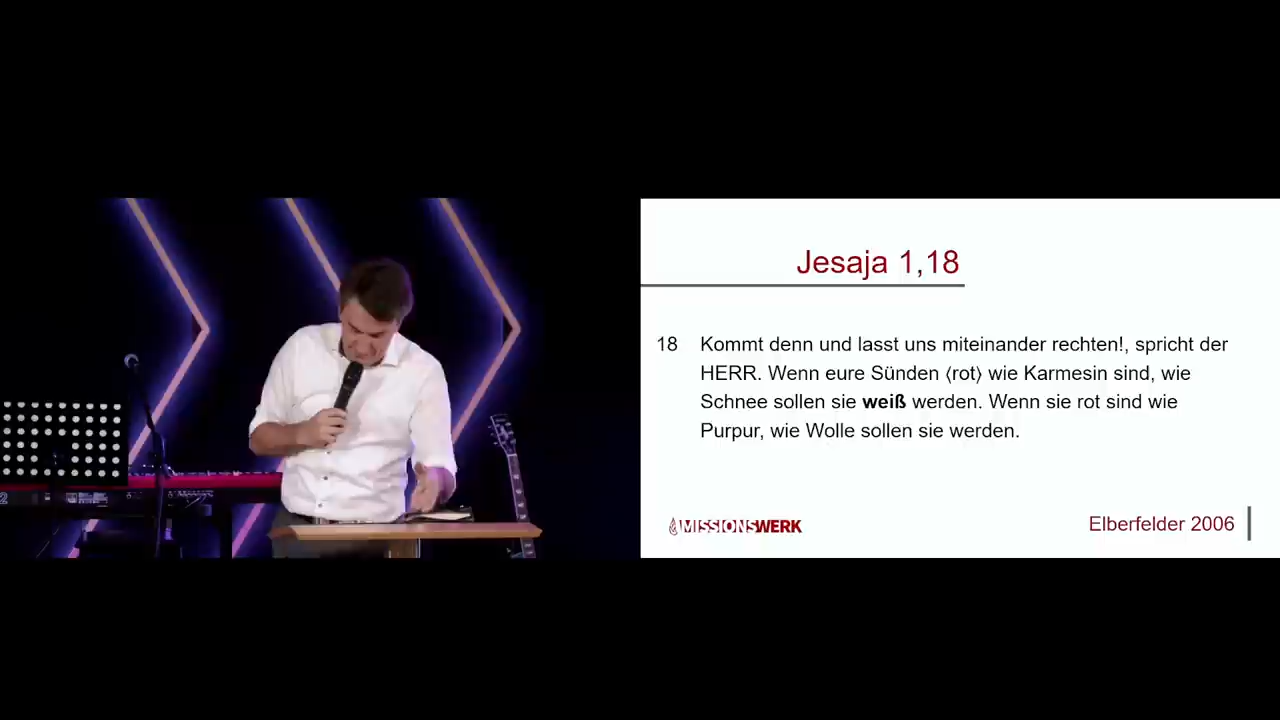 Jesaja 1,18
18 Kommt denn und lasst uns miteinander rechten!, spricht der
HERR. Wenn eure Sünden ⟨rot⟩ wie Karmesin sind, wie
Schnee sollen sie weiß werden. Wenn sie rot sind wie
Purpur, wie Wolle sollen sie werden.
MISSIONSWERK
Elberfelder 2006